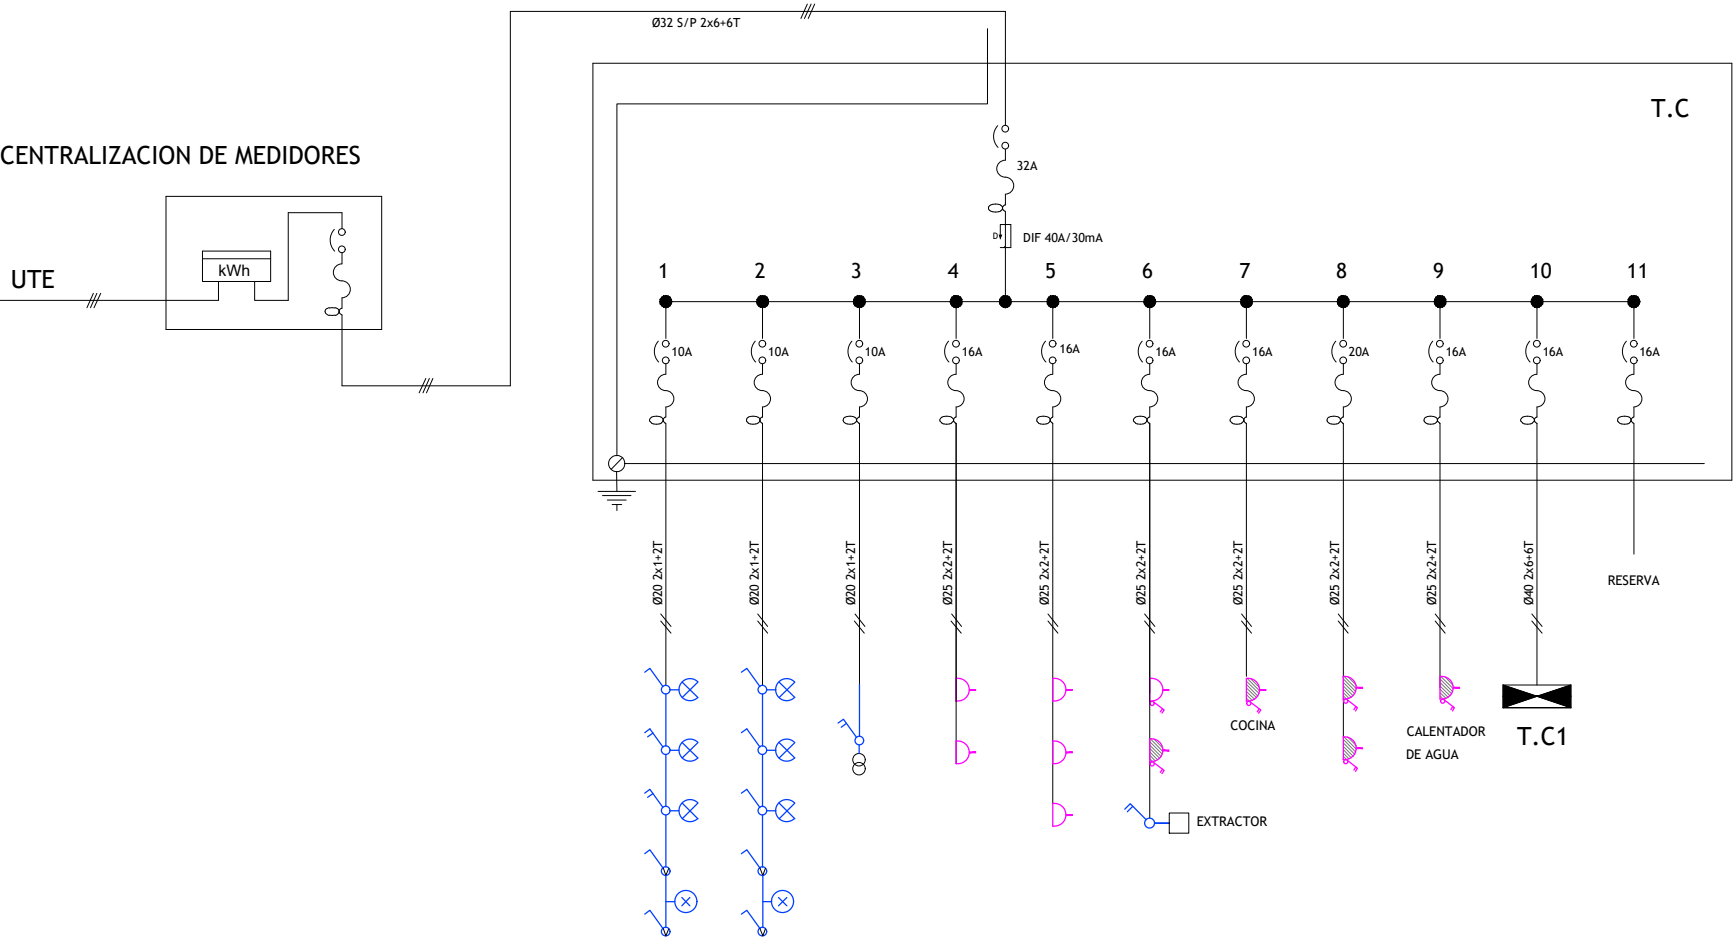 Ø32 S/P 2x6+6T
T.C
CENTRALIZACION DE MEDIDORES
32A
D
DIF 40A/30mA
kWh
UTE
1 2 3 4 5 6 7 8 9 10 11
10A 10A 10A 16A 16A 16A 16A 20A 16A 16A 16A
Ø20 2x1+2T
Ø20 2x1+2T
Ø20 2x1+2T
Ø25 2x2+2T
Ø25 2x2+2T
Ø25 2x2+2T
Ø25 2x2+2T
Ø25 2x2+2T
Ø25 2x2+2T
Ø40 2x6+6T
RESERVA
COCINA
CALENTADOR
DE AGUA
T.C1
EXTRACTOR